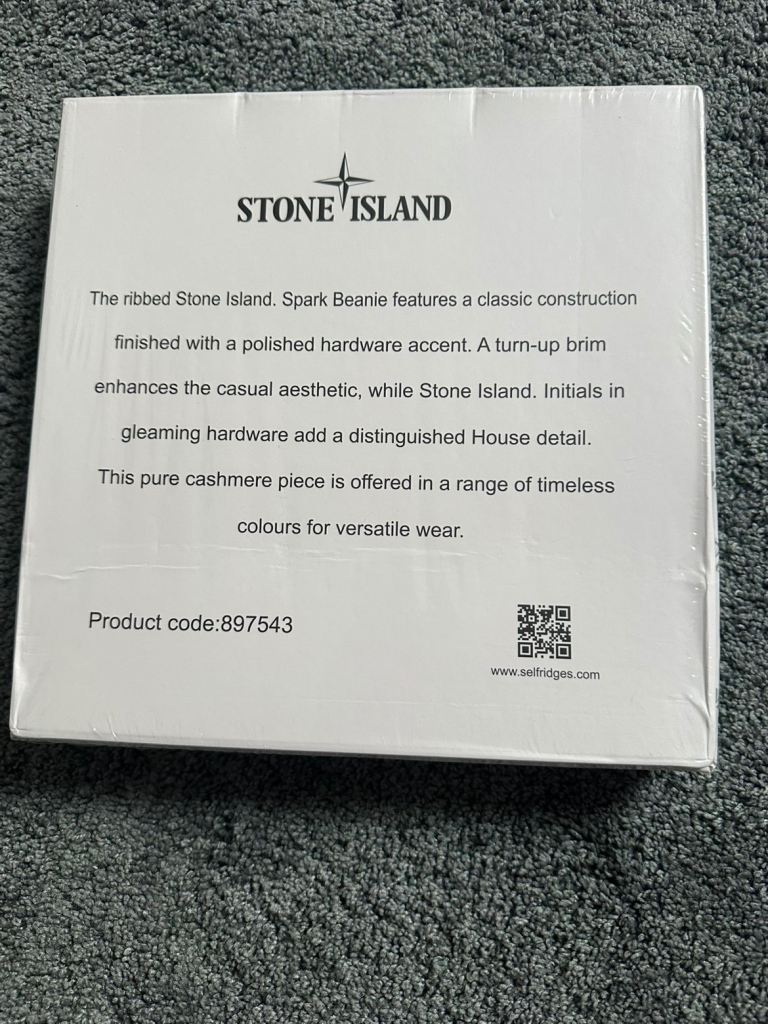 STONE ISLAND
The ribbed Stone Island. Spark Beanie features a classic construction
finished with a polished hardware accent. A turn-up brim
enhances the casual aesthetic, while Stone Island. Initials in
gleaming hardware add a distinguished House detail.
This pure cashmere piece is offered in a range of timeless
colours for versatile wear.
Product code:897543
www.selfridges.com